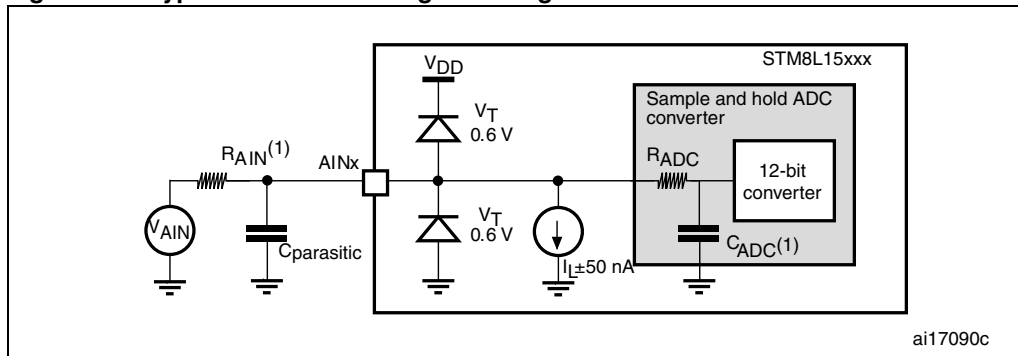 STM8L15xxx
VDD
Sample and hold ADC
converter
VT
0.6 V
RAIN(1)
AINx
RADC
12-bit
converter
VAIN
Cparasitic
VT
0.6 V
IL±50 nA
CADC(1)
ai17090c